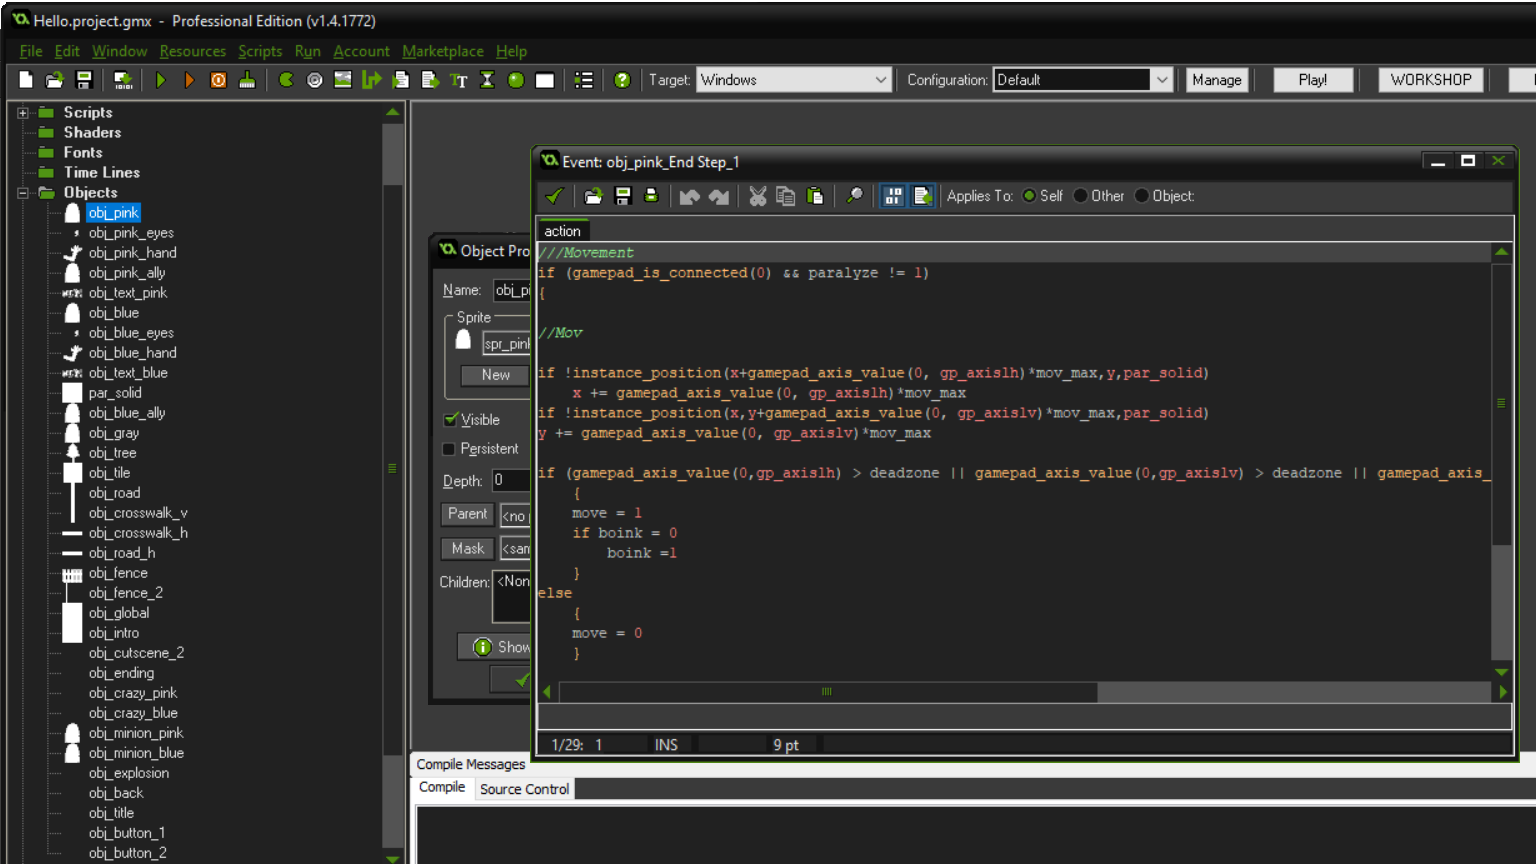 Hello.project.gmx - Professional Edition (v1.4.1772)
File Edit Window Resources Scripts Run Account Marketplace Help
Target: Windows Configuration: Default Manage Play! WORKSHOP
Scripts
Shaders
Fonts
Time Lines
Objects
obj_pink
obj_pink_eyes
obj_pink_hand
obj_pink_ally
obj_text_pink
obj_blue
obj_blue_eyes
obj_blue_hand
obj_text_blue
par_solid
obj_blue_ally
obj_gray
obj_tree
obj_tile
obj_road
obj_crosswalk_v
obj_crosswalk_h
obj_road_h
obj_fence
obj_fence_2
obj_global
obj_intro
obj_cutscene_2
obj_ending
obj_crazy_pink
obj_crazy_blue
obj_minion_pink
obj_minion_blue
obj_explosion
obj_back
obj_title
obj_button_1
obj_button_2
Object Pro
Name: obj_pi
Sprite
spr_pink
New
Visible
Persistent
Depth: 0
Parent <no
Mask <sam
Children: <Non
Show
Event: obj_pink_End Step_1
Applies To: Self Other Object:
action
///Movement
if (gamepad_is_connected(0) && paralyze != 1)
{
//Mov
if !instance_position(x+gamepad_axis_value(0, gp_axislh)*mov_max,y,par_solid)
x += gamepad_axis_value(0, gp_axislh)*mov_max
if !instance_position(x,y+gamepad_axis_value(0, gp_axislv)*mov_max,par_solid)
y += gamepad_axis_value(0, gp_axislv)*mov_max
if (gamepad_axis_value(0,gp_axislh) > deadzone || gamepad_axis_value(0,gp_axislv) > deadzone || gamepad_axis_
{
move = 1
if boink = 0
boink =1
}
else
{
move = 0
}
1/29: 1 INS 9 pt
Compile Messages
Compile Source Control